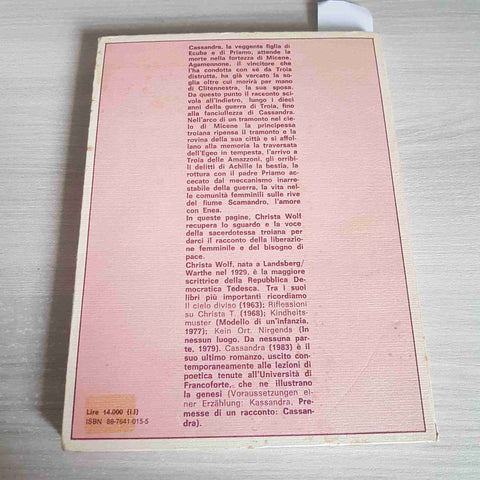 Cassandra, la veggente figlia di
Ecuba e di Priamo, attende la
morte nella fortezza di Micene.
Agamennone, il vincitore che
l'ha condotta con sé da Troia
distrutta, ha già varcato la so-
glia oltre cui morirà per mano
di Clitennestra, la sua sposa.
Da questo punto il racconto sci-
vola all'indietro, lungo i dieci
anni della guerra di Troia, fino
alla fanciullezza di Cassandra.
Nell'arco di un tramonto nel cie-
lo di Micene la principessa
troiana ripensa il tramonto e la
rovina della sua città e si affol-
lano alla memoria la traversata
dell'Egeo in tempesta, l'arrivo a
Troia delle Amazzoni, gli orribi-
li delitti di Achille la bestia, la
rottura con il padre Priamo ac-
cecato dal meccanismo inarre-
stabile della guerra, la vita nel-
le comunità femminili sulle rive
del fiume Scamandro, l'amore
con Enea.
In queste pagine, Christa Wolf
recupera lo sguardo e la voce
della sacerdotessa troiana per
darci il racconto della liberazio-
ne femminile e del bisogno di
pace.
Christa Wolf, nata a Landsberg/
Warthe nel 1929, è la maggiore
scrittrice della Repubblica De-
mocratica Tedesca. Tra i suoi
libri più importanti ricordiamo
Il cielo diviso (1963); Riflessioni
su Christa T. (1968); Kindheits-
muster (Modello di un'infanzia,
1977); Kein Ort. Nirgends (In
nessun luogo. Da nessuna par-
te, 1979). Cassandra (1983) è il
suo ultimo romanzo, uscito con-
temporaneamente alle lezioni di
poetica tenute all'Università di
Francoforte, che ne illustrano
la genesi (Voraussetzungen ei-
ner Erzählung: Kassandra, Pre-
messe di un racconto: Cassan-
dra).
Lire 14.000 (i.i)
ISBN 88-7641-015-5